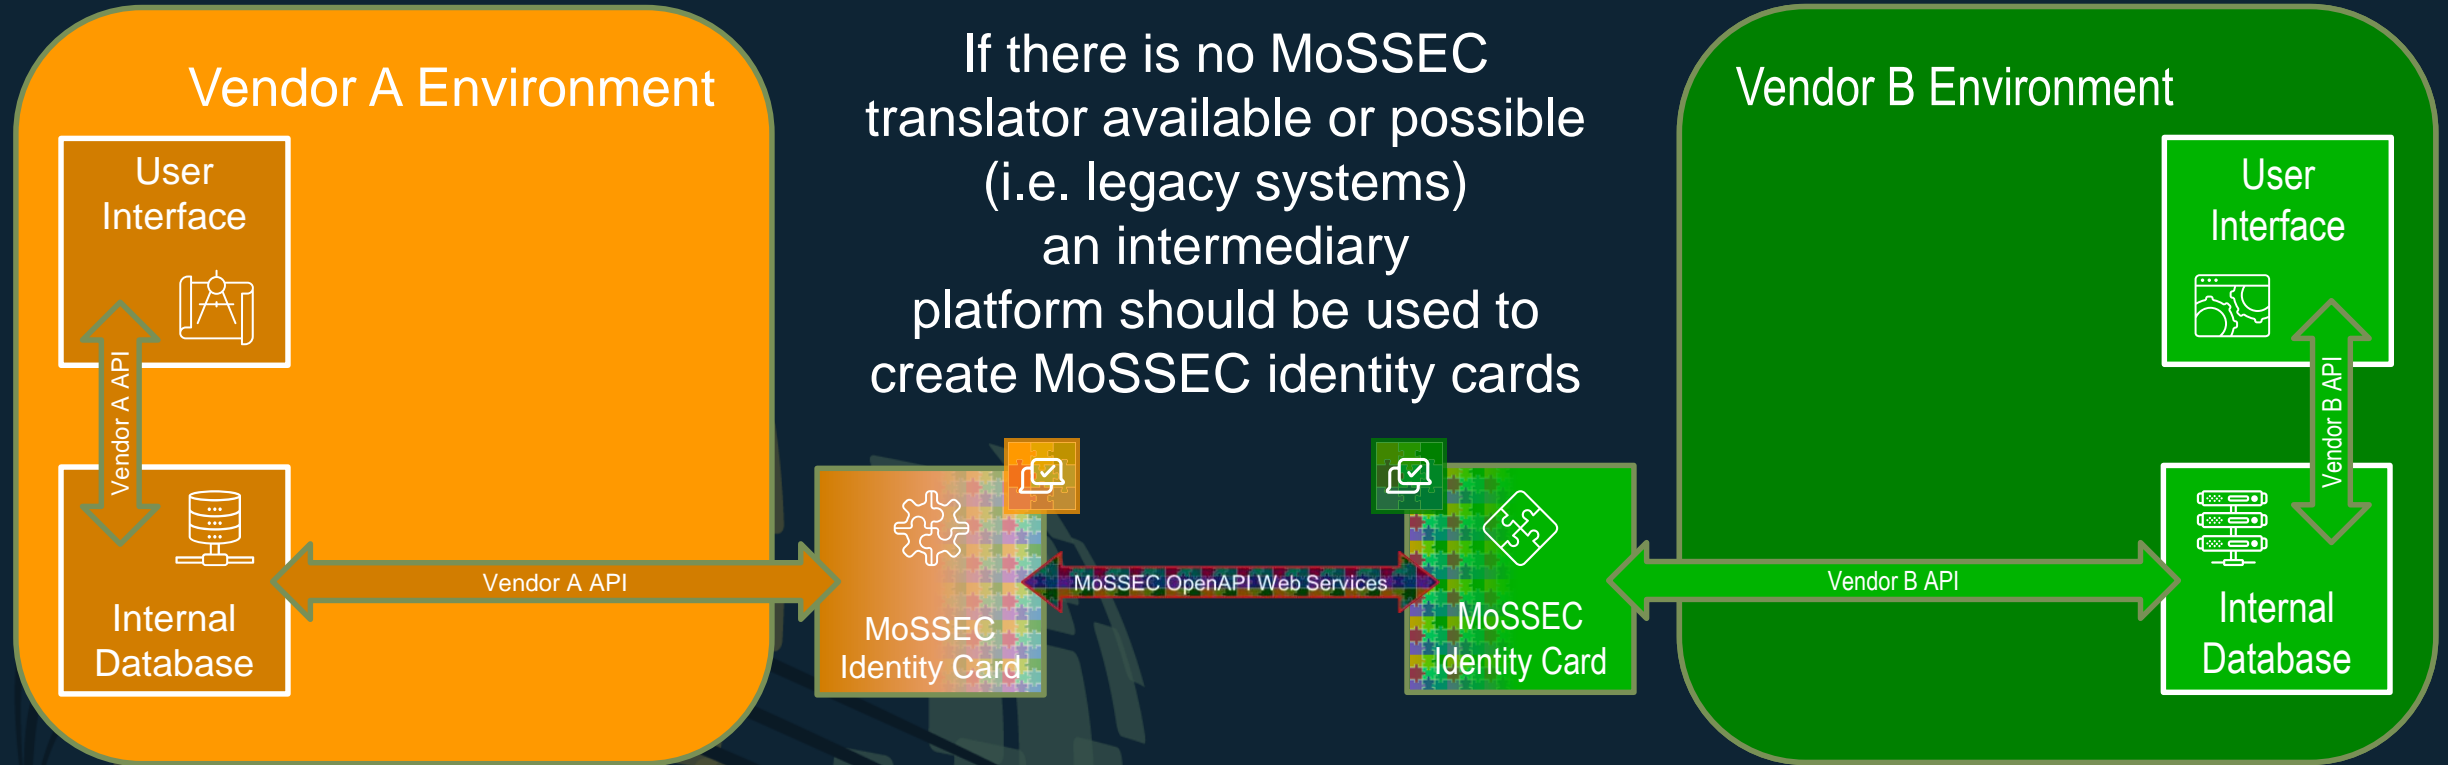 Vendor A Environment
User
Interface
Vendor A API
Internal
Database
Vendor A API
If there is no MoSSEC
translator available or possible
(i.e. legacy systems)
an intermediary
platform should be used to
create MoSSEC identity cards
MoSSEC
Identity Card
MoSSEC OpenAPI Web Services
MoSSEC
Identity Card
Vendor B Environment
User
Interface
Vendor B API
Vendor B API
Internal
Database